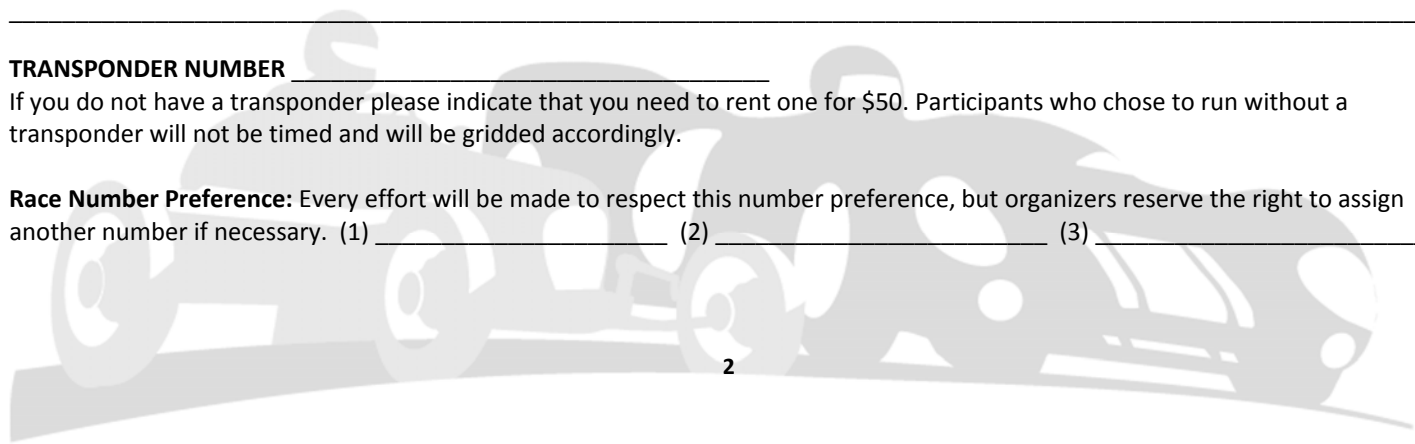 TRANSPONDER NUMBER ____________________________________
If you do not have a transponder please indicate that you need to rent one for $50. Participants who chose to run without a
transponder will not be timed and will be gridded accordingly.
Race Number Preference: Every effort will be made to respect this number preference, but organizers reserve the right to assign
another number if necessary. (1) ______________________ (2) _________________________ (3) ________________________
2